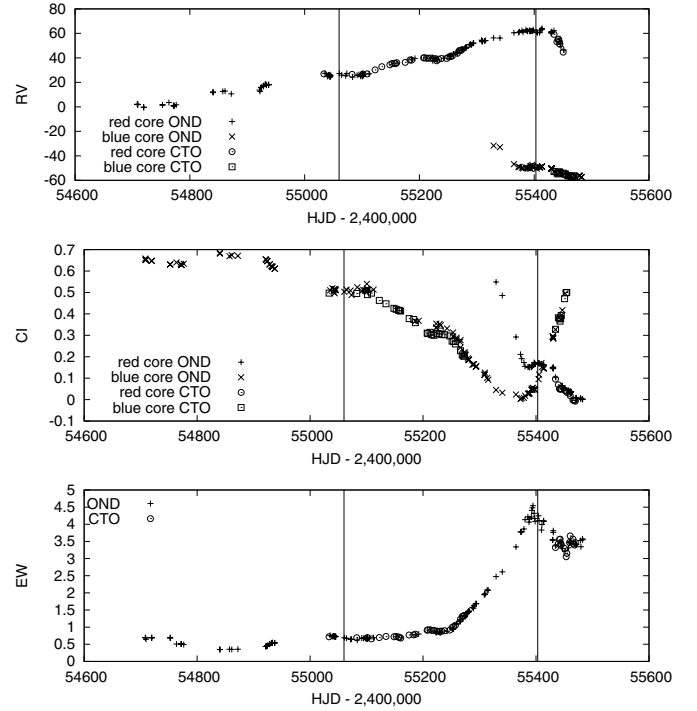 80
60
40
20
0
-20
-40
-60
RV
red core OND
blue core OND
red core CTO
blue core CTO
54600 54800 55000 55200 55400 55600
HJD - 2,400,000
0.7
0.6
0.5
0.4
0.3
0.2
0.1
0
-0.1
CI
red core OND
blue core OND
red core CTO
blue core CTO
54600 54800 55000 55200 55400 55600
HJD - 2,400,000
5
4.5
4
3.5
3
2.5
2
1.5
1
0.5
0
EW
OND
CTO
54600 54800 55000 55200 55400 55600
HJD - 2,400,000